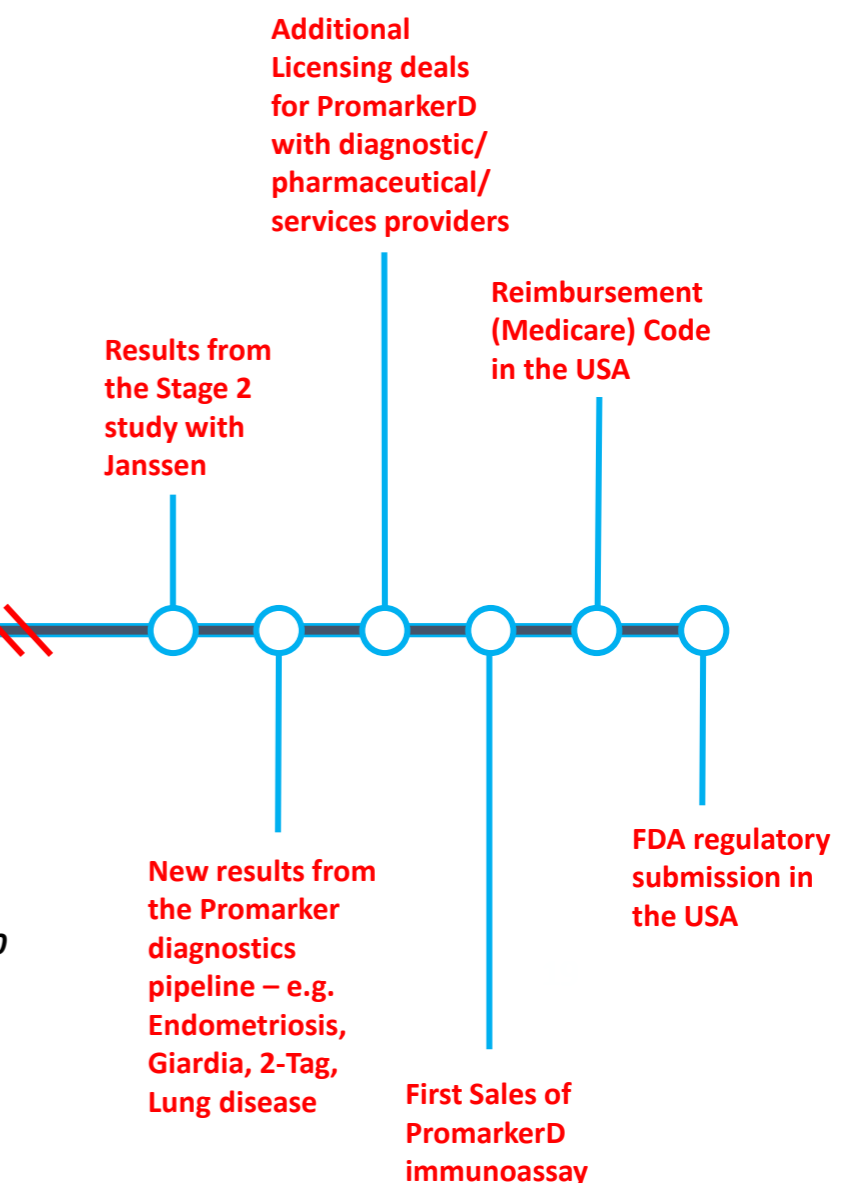 Additional
Licensing deals
for PromarkerD
with diagnostic/
pharmaceutical/
services providers
Reimbursement
(Medicare) Code
in the USA
Results from
the Stage 2
study with
Janssen
FDA regulatory
submission in
the USA
New results from
the Promarker
diagnostics
pipeline – e.g.
Endometriosis,
Giardia, 2-Tag,
Lung disease
First Sales of
PromarkerD
immunoassay